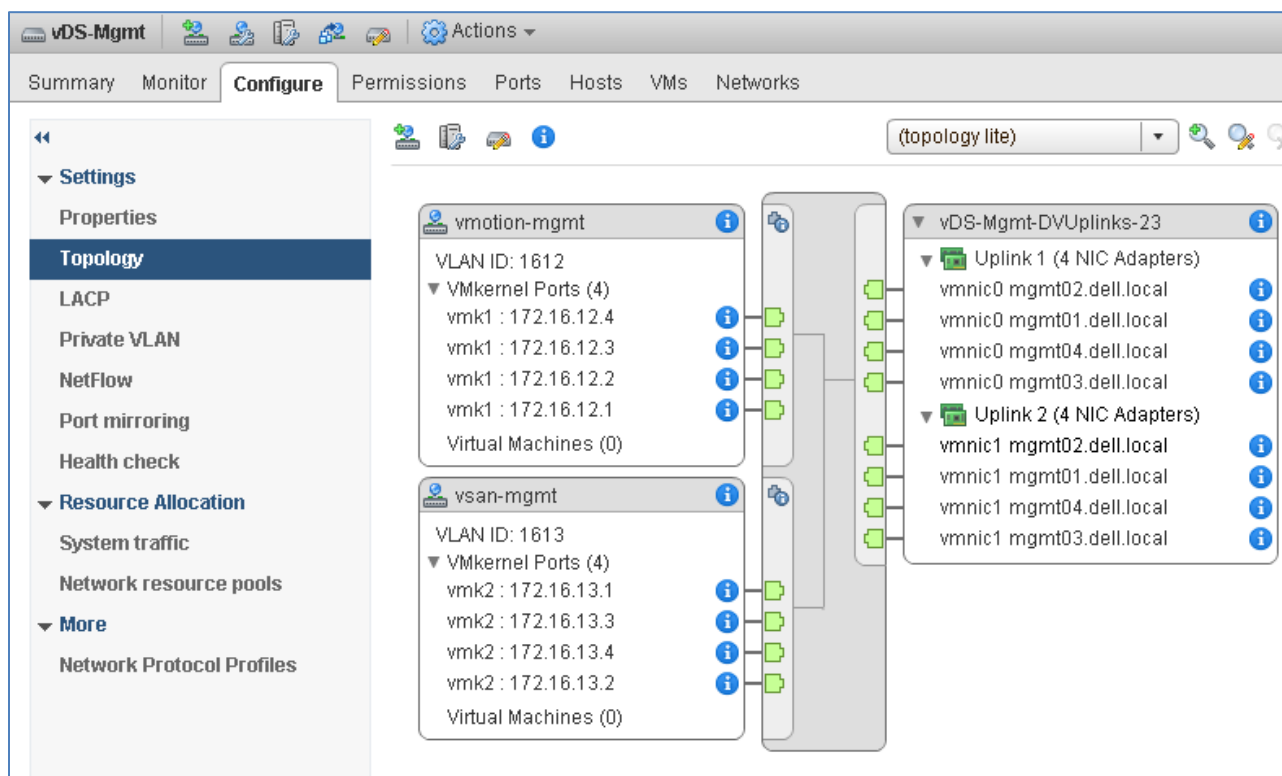 vDS-Mgmt Actions
Summary Monitor Configure Permissions Ports Hosts VMs Networks
Settings
Properties
Topology
LACP
Private VLAN
NetFlow
Port mirroring
Health check
Resource Allocation
System traffic
Network resource pools
More
Network Protocol Profiles
(topology lite)
vmotion-mgmt
VLAN ID: 1612
VMkernel Ports (4)
vmk1 : 172.16.12.4
vmk1 : 172.16.12.3
vmk1 : 172.16.12.2
vmk1 : 172.16.12.1
Virtual Machines (0)
vsan-mgmt
VLAN ID: 1613
VMkernel Ports (4)
vmk2 : 172.16.13.1
vmk2 : 172.16.13.3
vmk2 : 172.16.13.4
vmk2 : 172.16.13.2
Virtual Machines (0)
vDS-Mgmt-DVUplinks-23
Uplink 1 (4 NIC Adapters)
vmnic0 mgmt02.dell.local
vmnic0 mgmt01.dell.local
vmnic0 mgmt04.dell.local
vmnic0 mgmt03.dell.local
Uplink 2 (4 NIC Adapters)
vmnic1 mgmt02.dell.local
vmnic1 mgmt01.dell.local
vmnic1 mgmt04.dell.local
vmnic1 mgmt03.dell.local